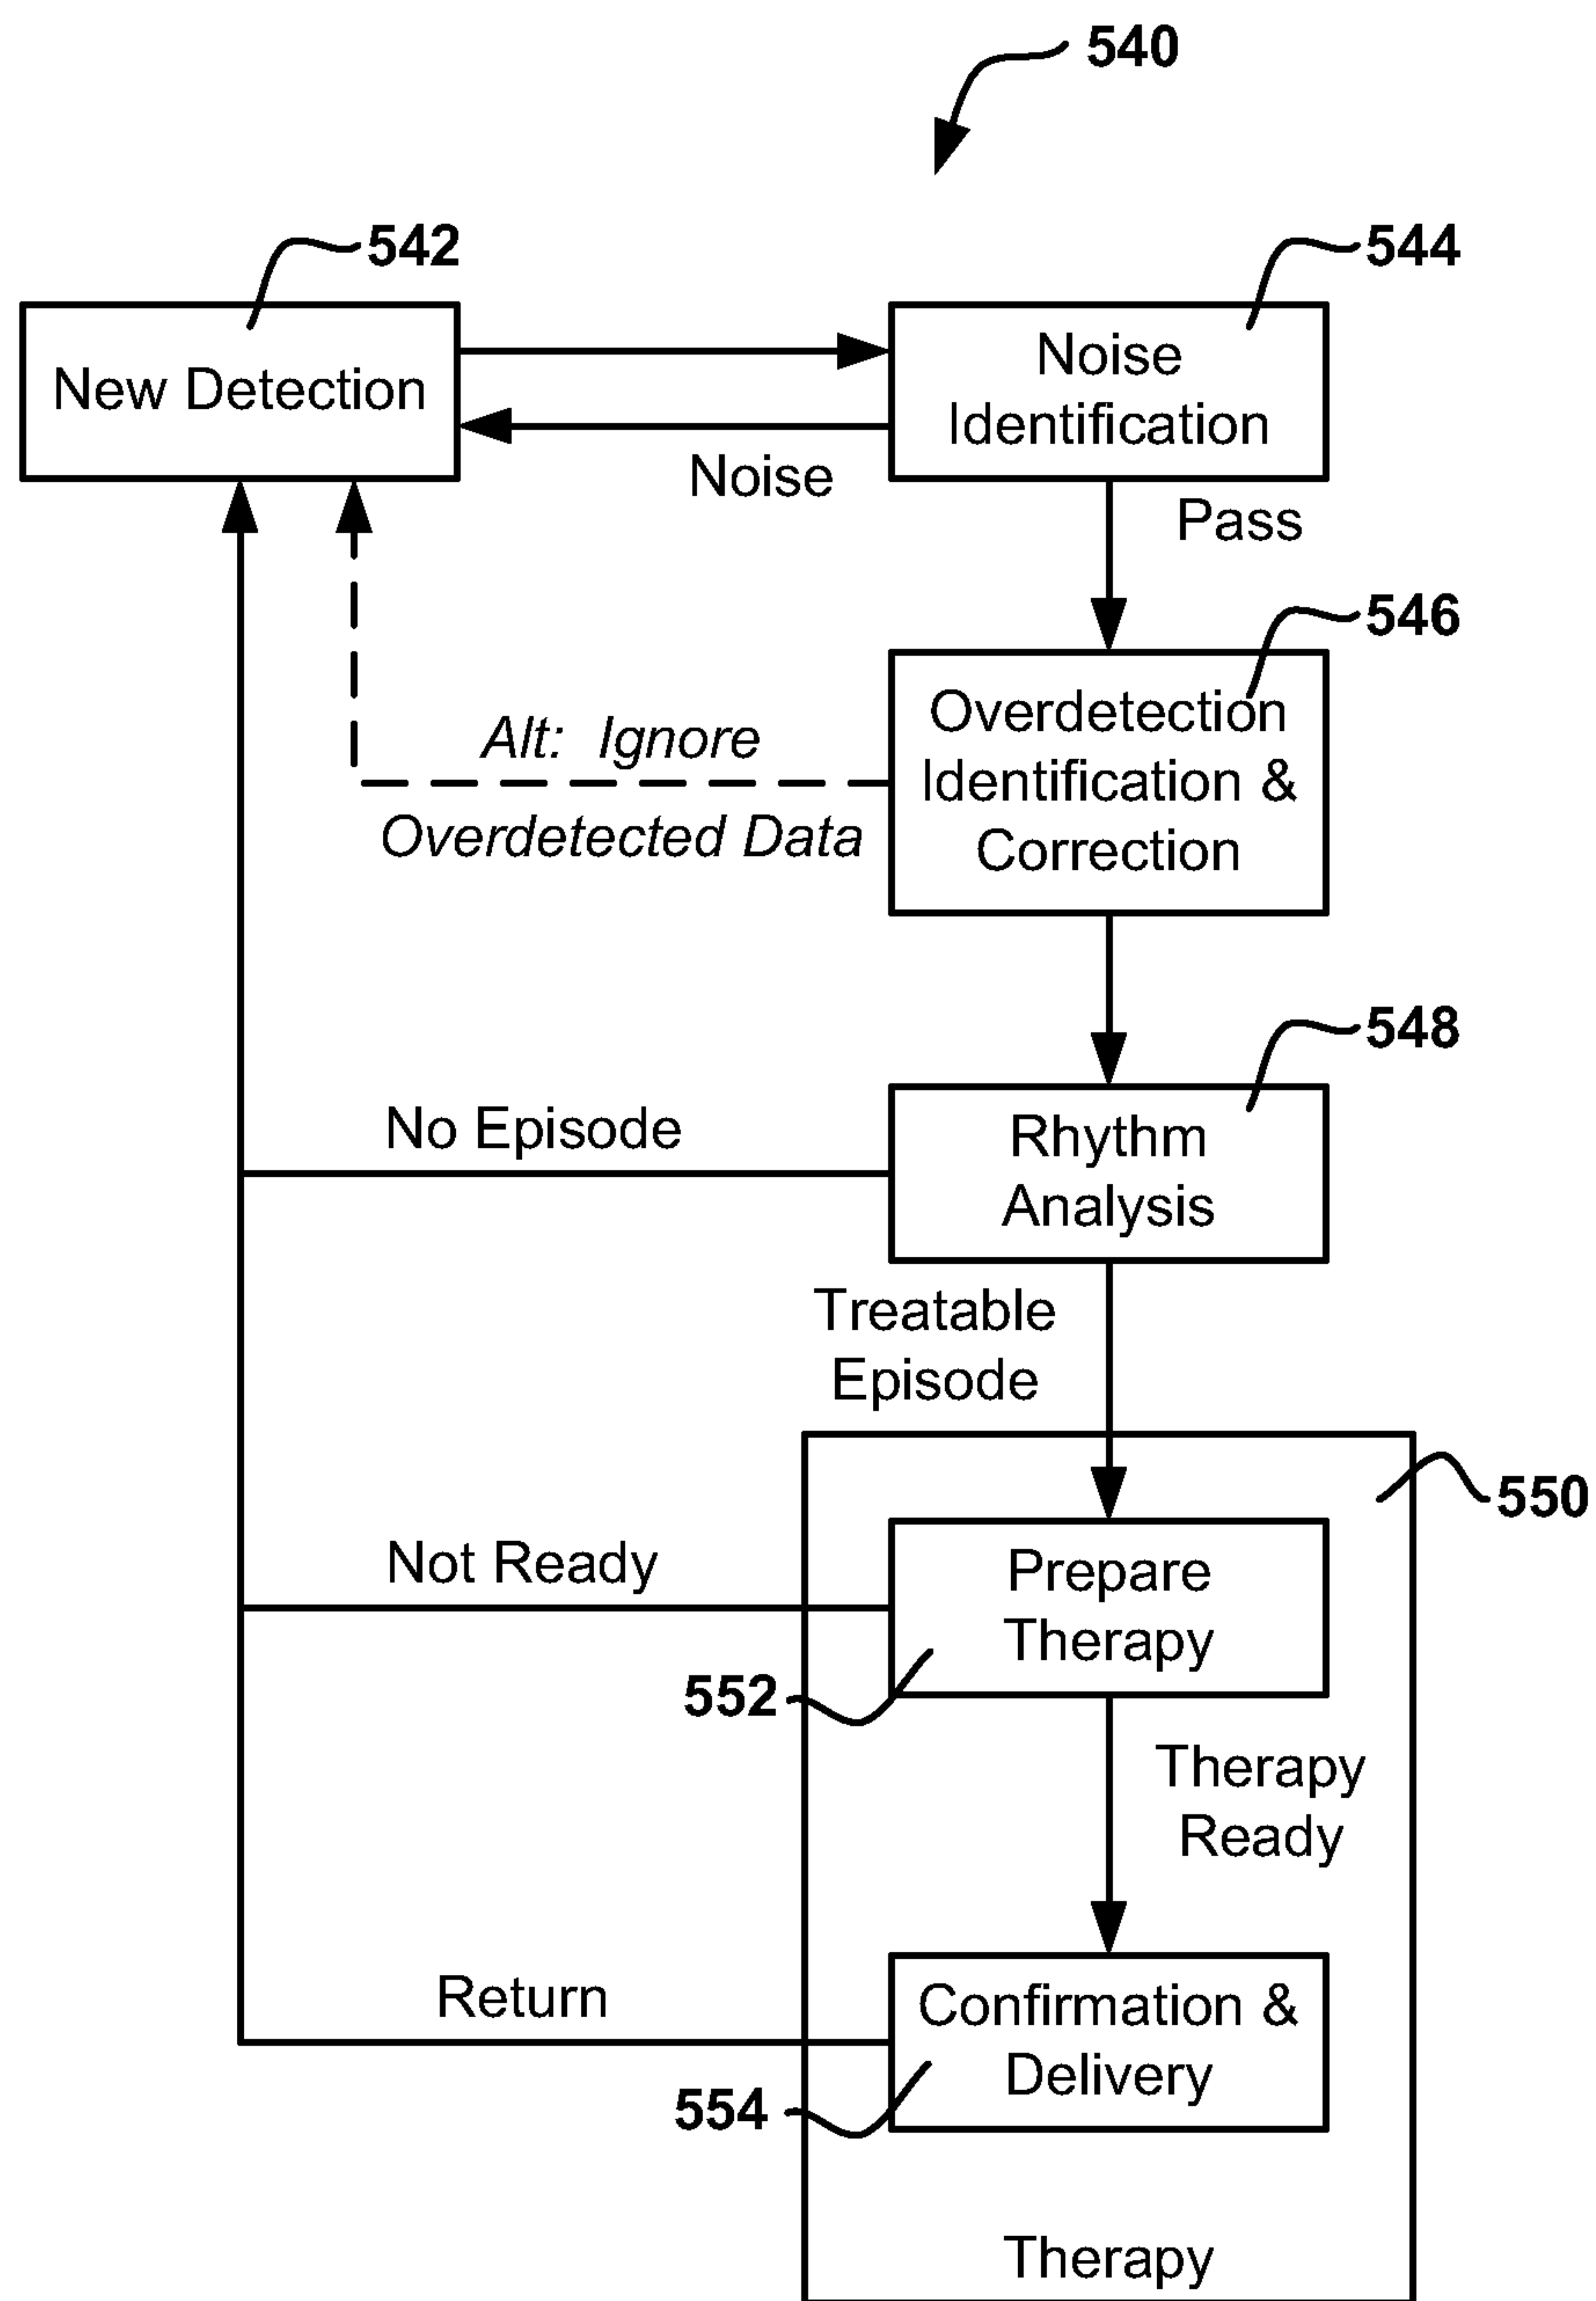 540
542
544
New Detection
Noise
Identification
Noise
Pass
546
Overdetection
Identification &
Correction
Alt: Ignore
Overdetected Data
548
No Episode
Rhythm
Analysis
Treatable
Episode
550
Not Ready
Prepare
Therapy
552
Therapy
Ready
Return
Confirmation &
Delivery
554
Therapy